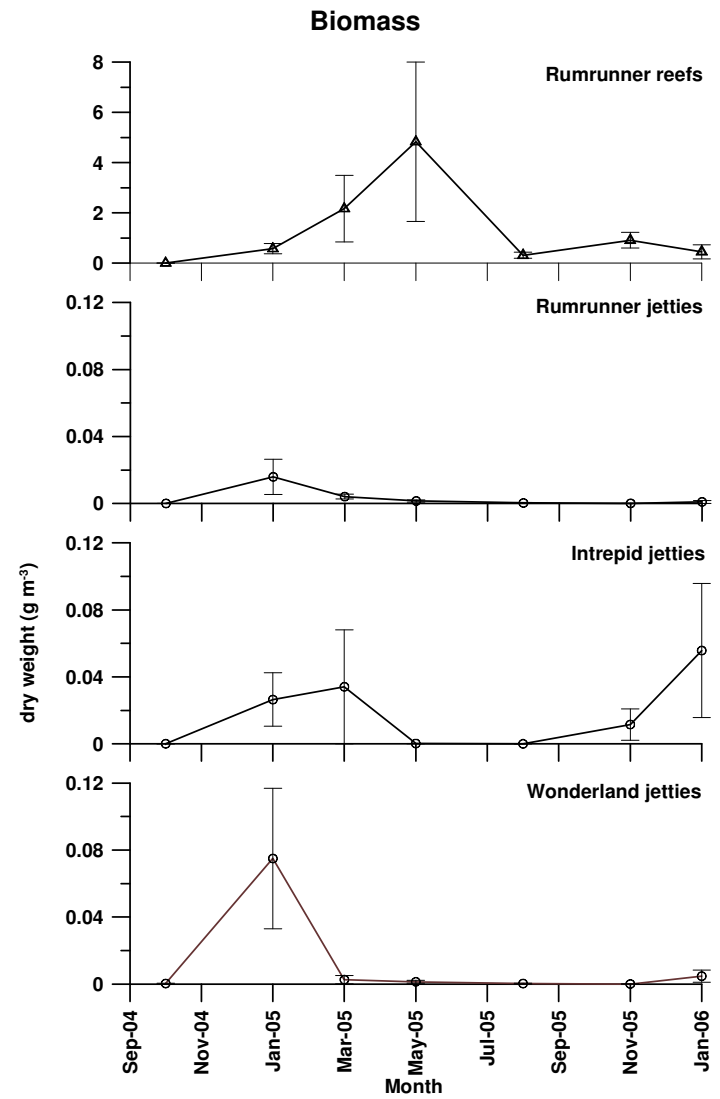 Biomass
Rumrunner reefs
8
6
4
2
0
Rumrunner jetties
0.12
0.08
0.04
0
Intrepid jetties
0.12
0.08
0.04
0
Wonderland jetties
0.12
0.08
0.04
0
dry weight (g m⁻³)
Sep-04
Nov-04
Jan-05
Mar-05
May-05
Jul-05
Sep-05
Nov-05
Jan-06
Month